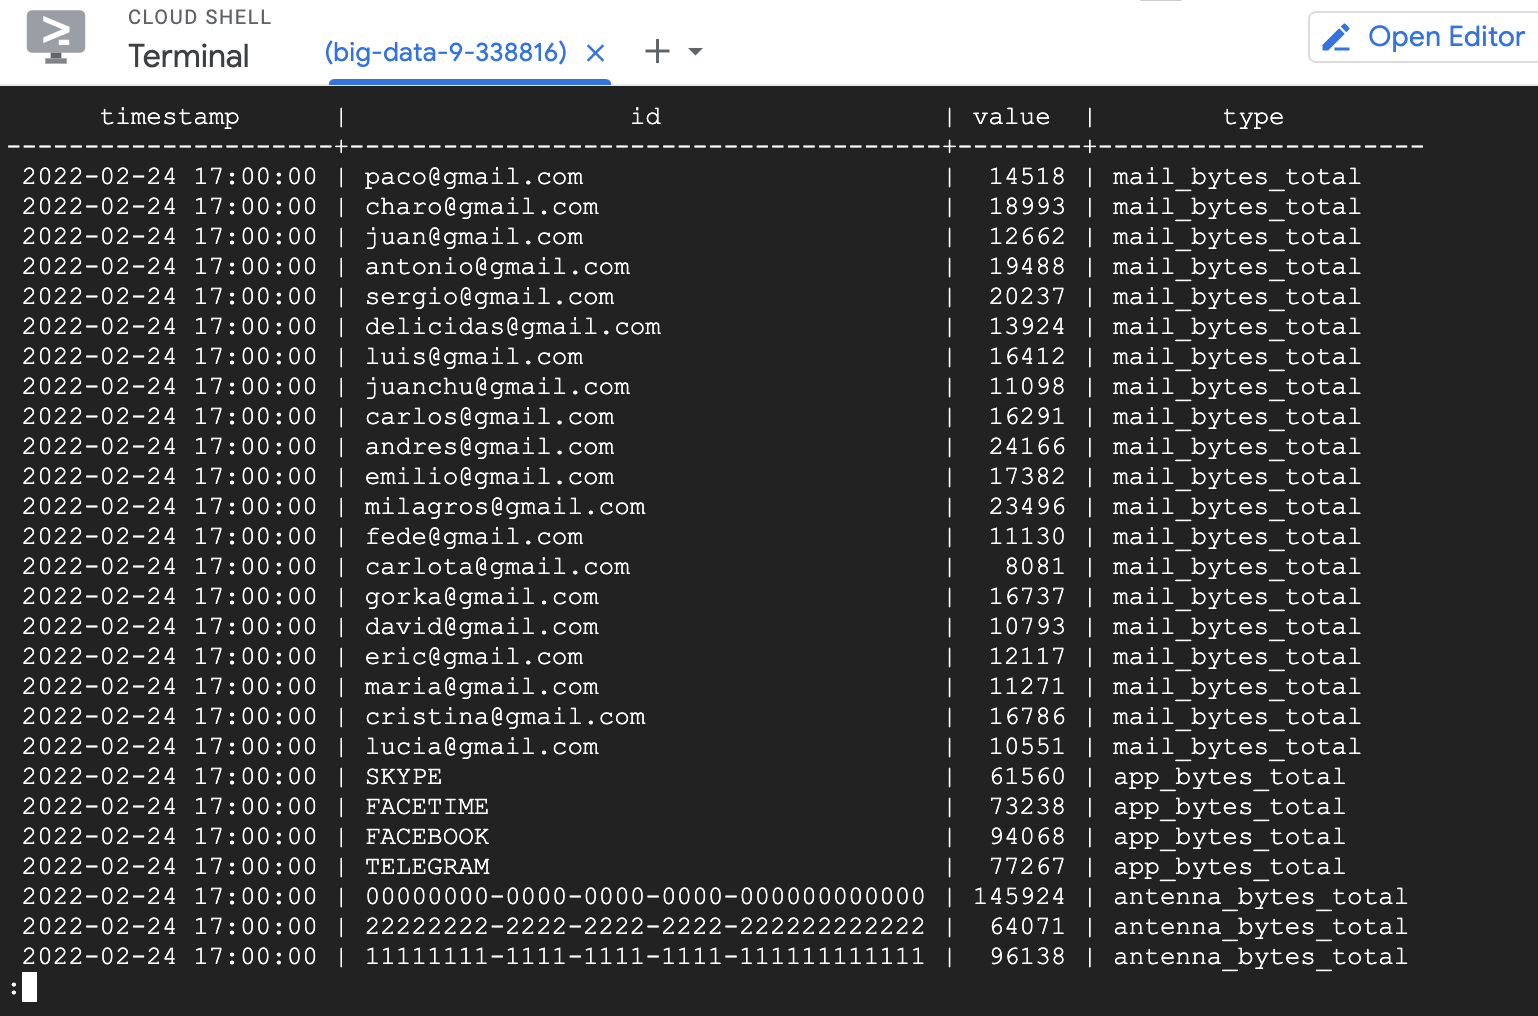 CLOUD SHELL
Terminal (big-data-9-338816) Open Editor
timestamp | id | value | type
---------------------+--------------------------------------+--------+---------------------
2022-02-24 17:00:00 | paco@gmail.com | 14518 | mail_bytes_total
2022-02-24 17:00:00 | charo@gmail.com | 18993 | mail_bytes_total
2022-02-24 17:00:00 | juan@gmail.com | 12662 | mail_bytes_total
2022-02-24 17:00:00 | antonio@gmail.com | 19488 | mail_bytes_total
2022-02-24 17:00:00 | sergio@gmail.com | 20237 | mail_bytes_total
2022-02-24 17:00:00 | delicidas@gmail.com | 13924 | mail_bytes_total
2022-02-24 17:00:00 | luis@gmail.com | 16412 | mail_bytes_total
2022-02-24 17:00:00 | juanchu@gmail.com | 11098 | mail_bytes_total
2022-02-24 17:00:00 | carlos@gmail.com | 16291 | mail_bytes_total
2022-02-24 17:00:00 | andres@gmail.com | 24166 | mail_bytes_total
2022-02-24 17:00:00 | emilio@gmail.com | 17382 | mail_bytes_total
2022-02-24 17:00:00 | milagros@gmail.com | 23496 | mail_bytes_total
2022-02-24 17:00:00 | fede@gmail.com | 11130 | mail_bytes_total
2022-02-24 17:00:00 | carlota@gmail.com | 8081 | mail_bytes_total
2022-02-24 17:00:00 | gorka@gmail.com | 16737 | mail_bytes_total
2022-02-24 17:00:00 | david@gmail.com | 10793 | mail_bytes_total
2022-02-24 17:00:00 | eric@gmail.com | 12117 | mail_bytes_total
2022-02-24 17:00:00 | maria@gmail.com | 11271 | mail_bytes_total
2022-02-24 17:00:00 | cristina@gmail.com | 16786 | mail_bytes_total
2022-02-24 17:00:00 | lucia@gmail.com | 10551 | mail_bytes_total
2022-02-24 17:00:00 | SKYPE | 61560 | app_bytes_total
2022-02-24 17:00:00 | FACETIME | 73238 | app_bytes_total
2022-02-24 17:00:00 | FACEBOOK | 94068 | app_bytes_total
2022-02-24 17:00:00 | TELEGRAM | 77267 | app_bytes_total
2022-02-24 17:00:00 | 00000000-0000-0000-0000-000000000000 | 145924 | antenna_bytes_total
2022-02-24 17:00:00 | 22222222-2222-2222-2222-222222222222 | 64071 | antenna_bytes_total
2022-02-24 17:00:00 | 11111111-1111-1111-1111-111111111111 | 96138 | antenna_bytes_total
: